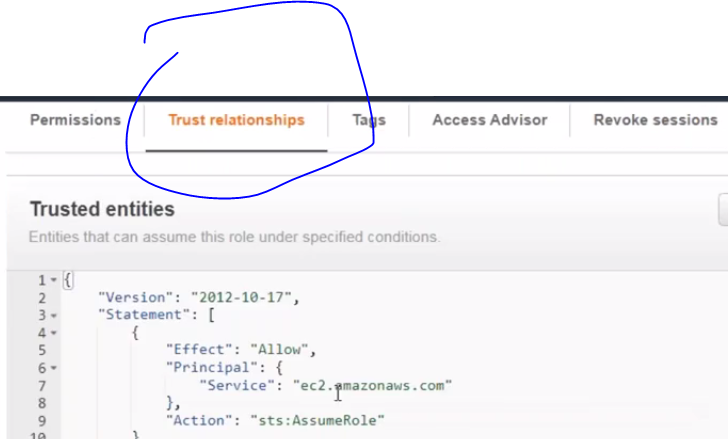 Permissions Trust relationships Tags Access Advisor Revoke sessions
Trusted entities
Entities that can assume this role under specified conditions.
1 {
2 "Version": "2012-10-17",
3 "Statement": [
4 {
5 "Effect": "Allow",
6 "Principal": {
7 "Service": "ec2.amazonaws.com"
8 },
9 "Action": "sts:AssumeRole"
10 }